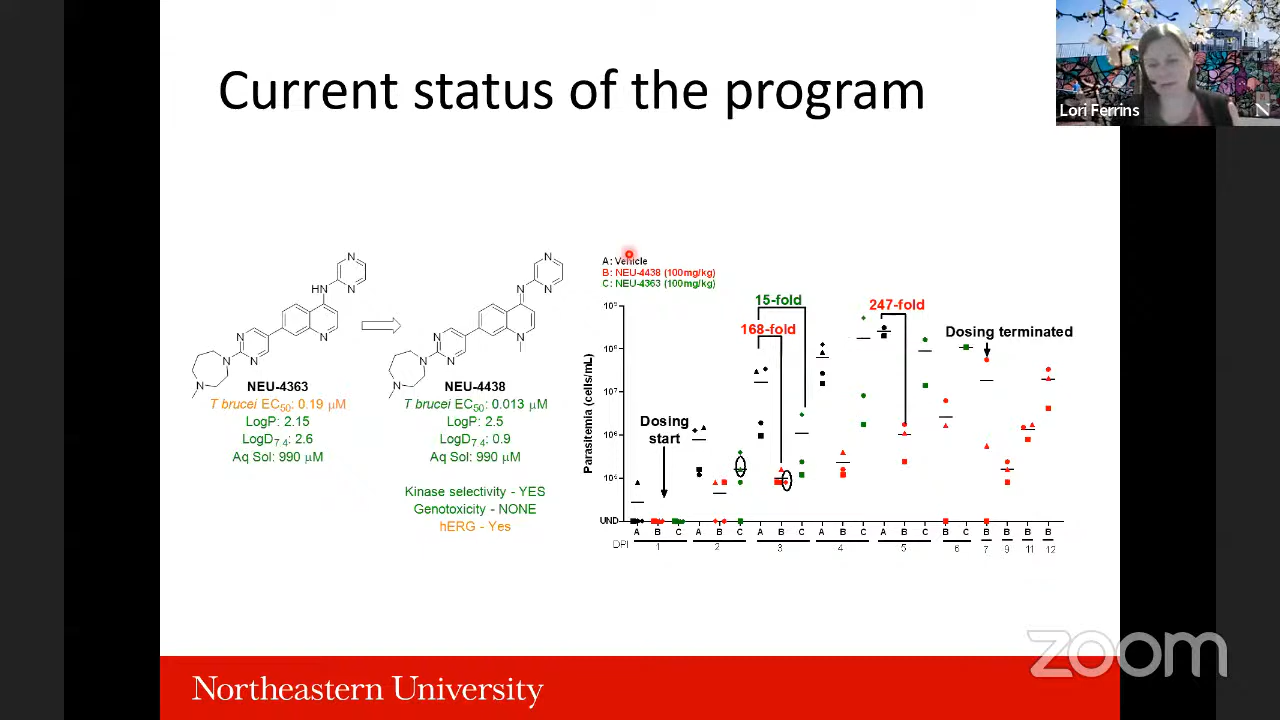 Current status of the program
Lori Ferrins
N
A: Vehicle
B: NEU-4438 (100mg/kg)
C: NEU-4363 (100mg/kg)
N
HN
N
N
N
N
N
N
N
NEU-4363
T brucei EC50: 0.19 µM
LogP: 2.15
LogD7 4: 2.6
Aq Sol: 990 µM
N
N
N
N
N
N
N
N
NEU-4438
T brucei EC50: 0.013 µM
LogP: 2.5
LogD7 4: 0.9
Aq Sol: 990 µM
Kinase selectivity - YES
Genotoxicity - NONE
hERG - Yes
15-fold
168-fold
247-fold
Dosing terminated
Dosing
start
Parasitemia (cells/mL)
10⁷
10⁶
UND
A B C A B C A B C A B C A B C B C B B B B
DPI 1 2 3 4 5 6 7 9 11 12
zoom
Northeastern University